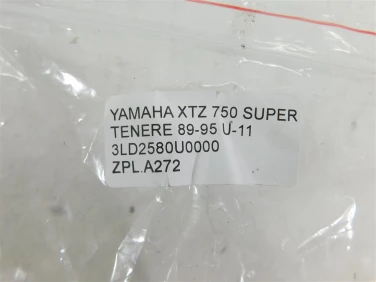 YAMAHA XTZ 750 SUPER
TENERE 89-95 U-11
3LD2580U0000
ZPL.A272